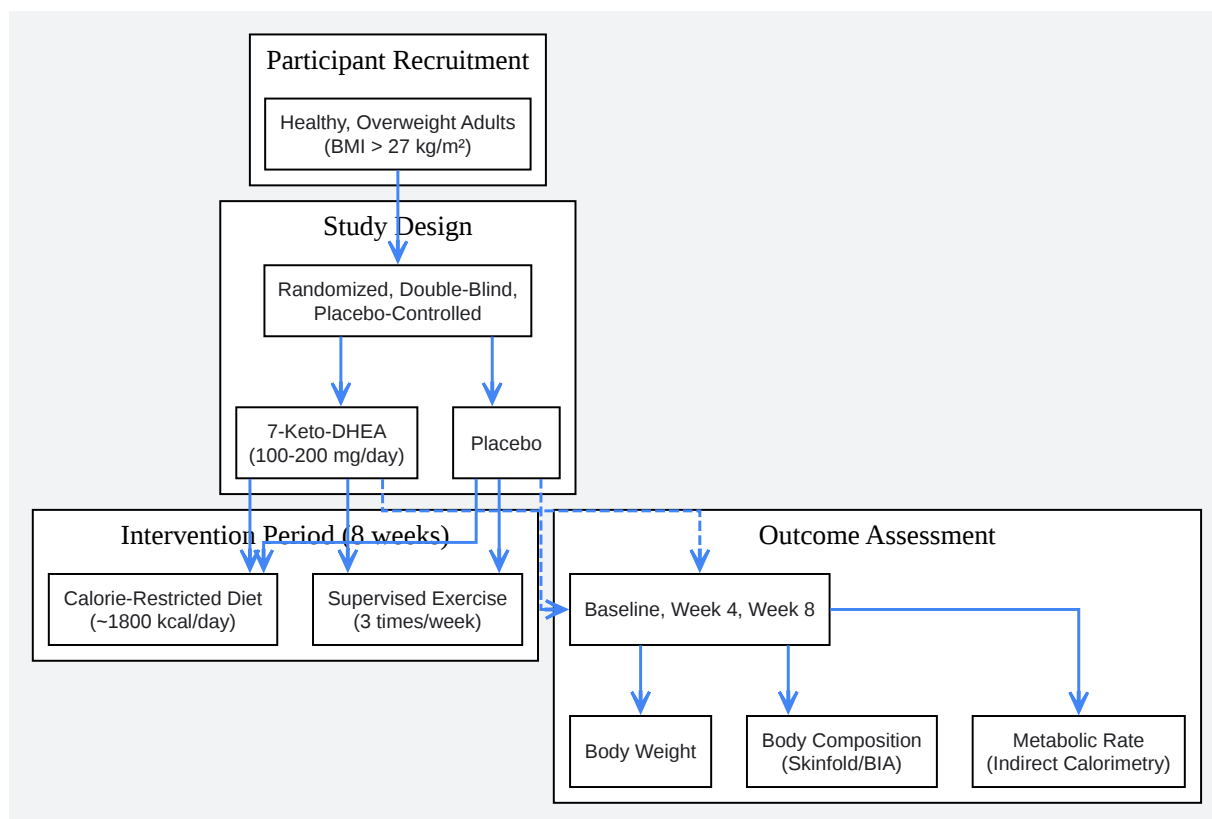 Participant Recruitment
Healthy, Overweight Adults
(BMI > 27 kg/m²)
Study Design
Randomized, Double-Blind,
Placebo-Controlled
7-Keto-DHEA
(100-200 mg/day)
Placebo
Intervention Period (8 weeks)
Calorie-Restricted Diet
(~1800 kcal/day)
Supervised Exercise
(3 times/week)
Outcome Assessment
Baseline, Week 4, Week 8
Body Weight
Body Composition
(Skinfold/BIA)
Metabolic Rate
(Indirect Calorimetry)